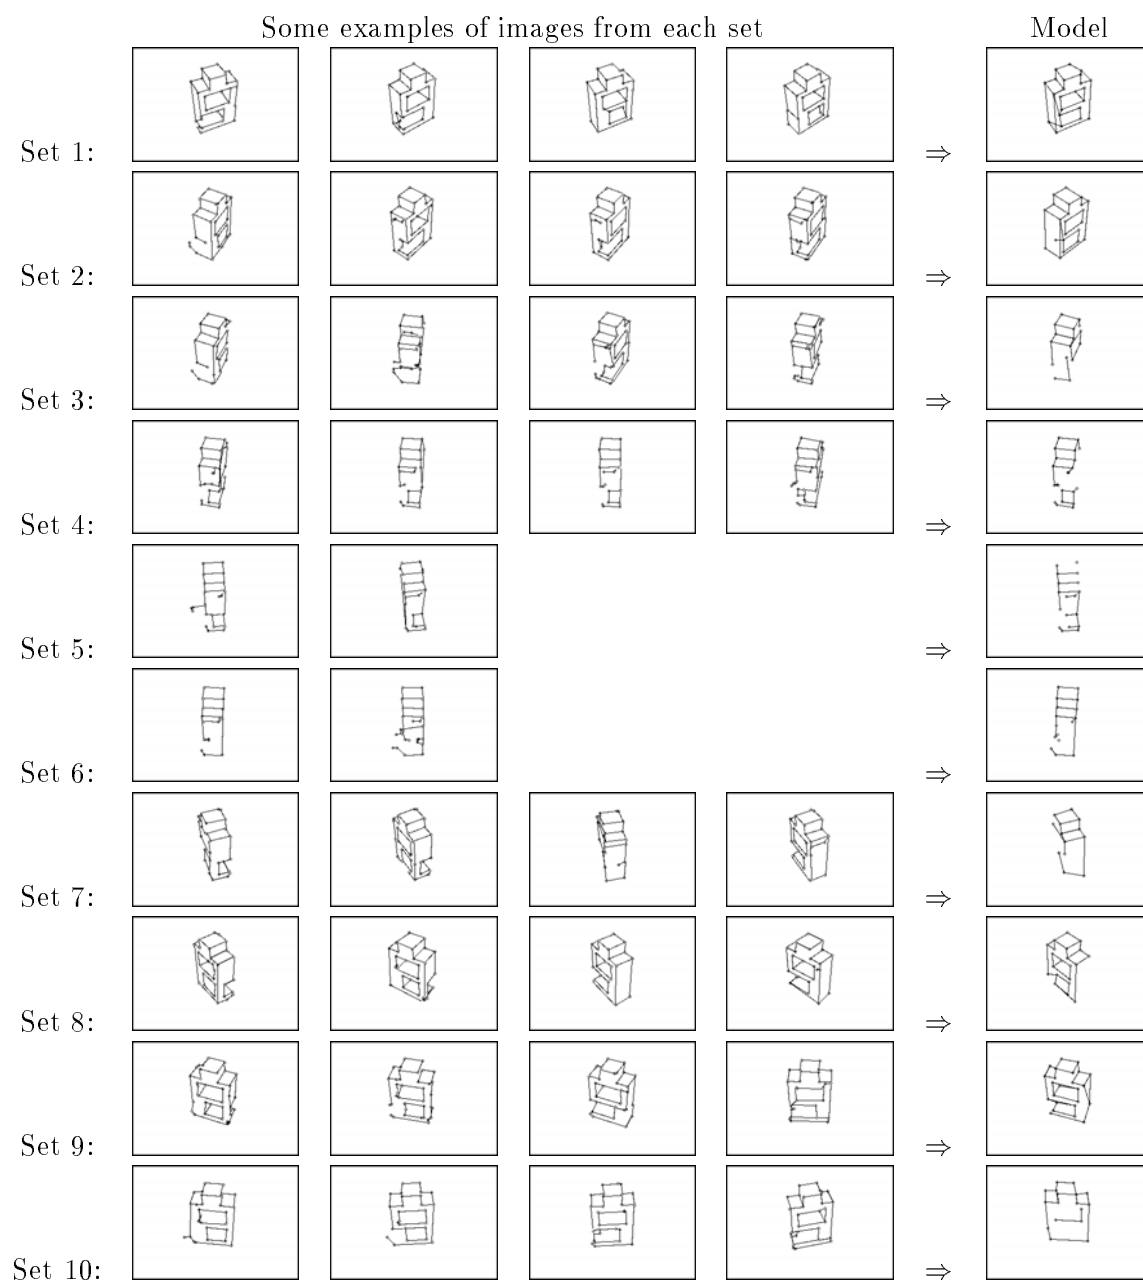 Some examples of images from each set Model
Set 1: ⇒
Set 2: ⇒
Set 3: ⇒
Set 4: ⇒
Set 5: ⇒
Set 6: ⇒
Set 7: ⇒
Set 8: ⇒
Set 9: ⇒
Set 10: ⇒